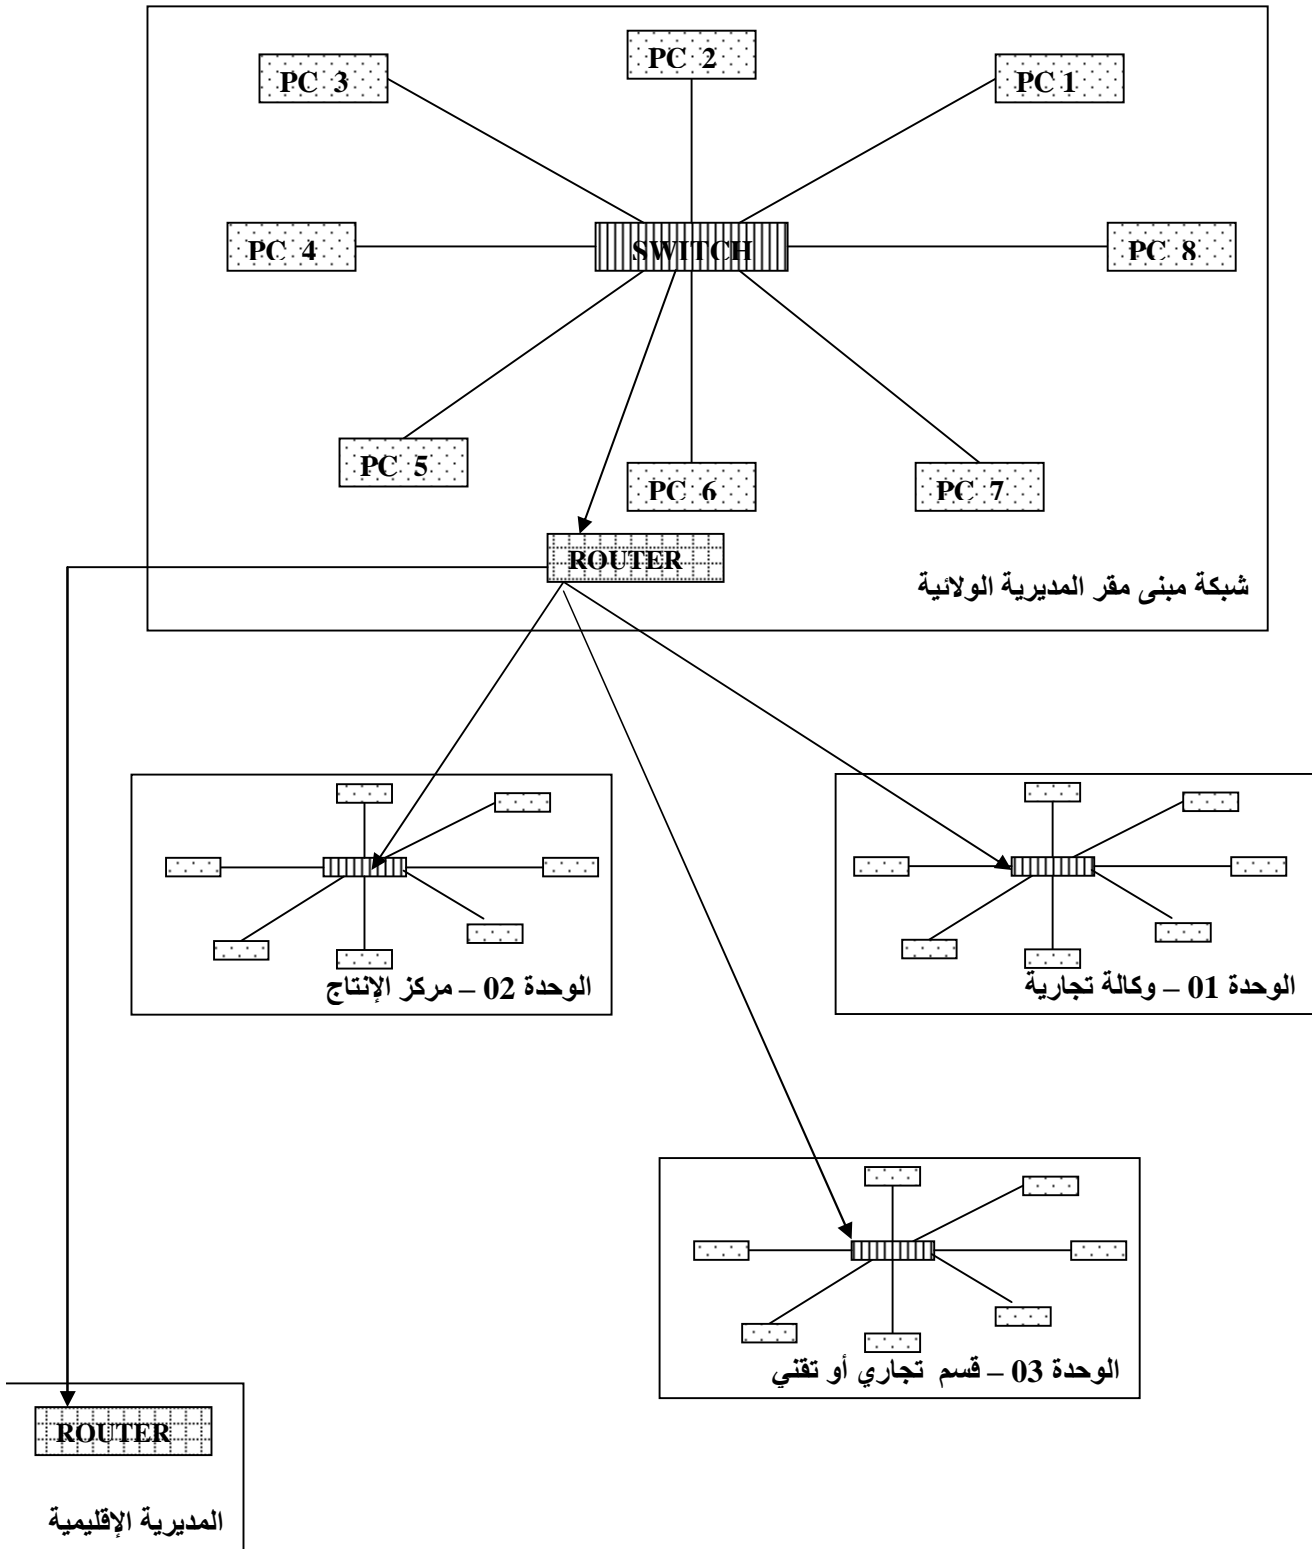 PC 2
PC 3
PC 1
PC 4
SWITCH
PC 8
PC 5
PC 6
PC 7
ROUTER
شبكة مبنى مقر المديرية الولائية
الوحدة 02 – مركز الإنتاج
الوحدة 01 – وكالة تجارية
الوحدة 03 – قسم تجاري أو تقني
ROUTER
المديرية الإقليمية